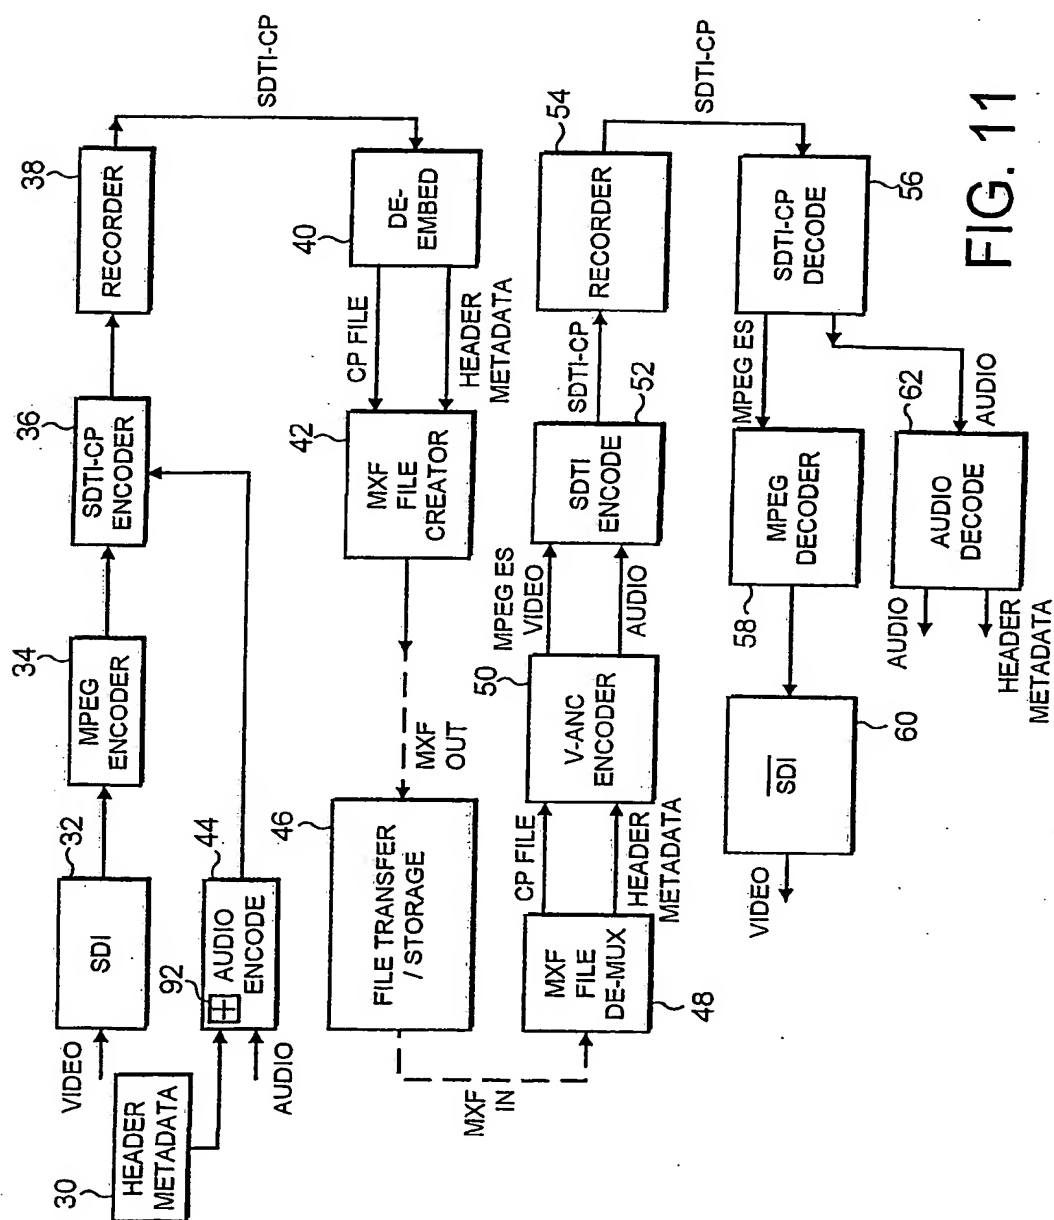 30
HEADER
METADATA
VIDEO
32
SDI
92
44
AUDIO
ENCODE
AUDIO
34
MPEG
ENCODER
36
SDTI-CP
ENCODER
38
RECORDER
SDTI-CP
40
DE-
EMBED
CP FILE
HEADER
METADATA
42
MXF
FILE
CREATOR
MXF
OUT
46
FILE TRANSFER
/ STORAGE
MXF
IN
MXF
FILE
DE-MUX
48
CP FILE
HEADER
METADATA
50
V-ANC
ENCODER
MPEG ES
VIDEO
AUDIO
SDTI
ENCODE
52
SDTI-CP
54
RECORDER
SDTI-CP
SDTI-CP
DECODE
56
MPEG ES
AUDIO
58
MPEG
DECODER
62
AUDIO
DECODE
AUDIO
HEADER
METADATA
SDI
60
VIDEO
FIG. 11